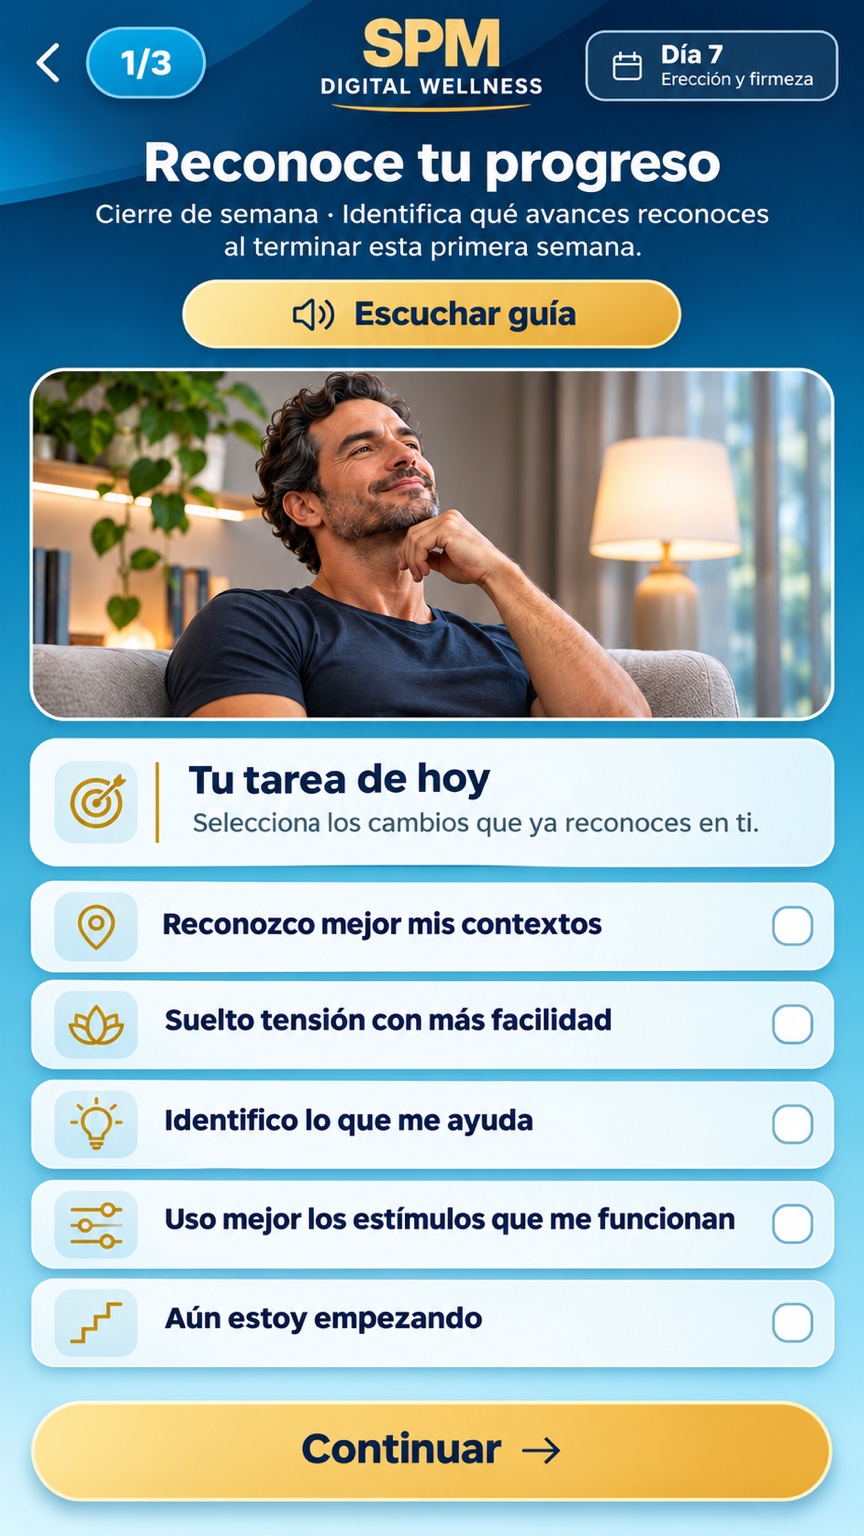 1/3
SPM
DIGITAL WELLNESS
Día 7
Erección y firmeza
Reconoce tu progreso
Cierre de semana · Identifica qué avances reconoces
al terminar esta primera semana.
Escuchar guía
Tu tarea de hoy
Selecciona los cambios que ya reconoces en ti.
Reconozco mejor mis contextos
Suelto tensión con más facilidad
Identifico lo que me ayuda
Uso mejor los estímulos que me funcionan
Aún estoy empezando
Continuar →